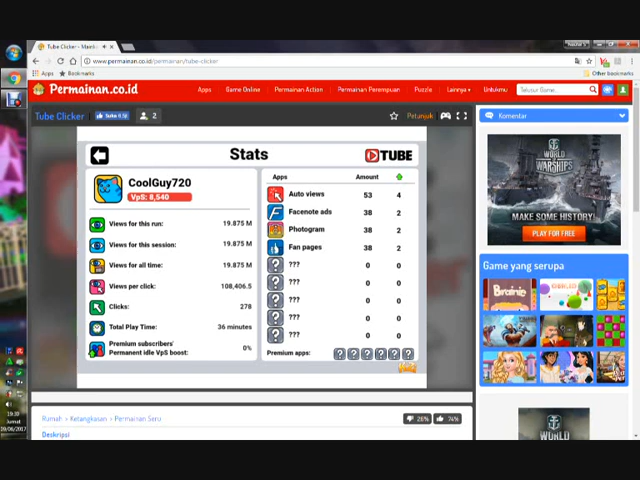 Tube Clicker - Mainkan
www.permainan.co.id/permainan/tube-clicker
Apps
Bookmarks
Other bookmarks
Permainan.co.id
Apps
Game Online
Permainan Action
Permainan Perempuan
Puzzle
Lainnya
Untukmu
Tube Clicker
2
Petunjuk
Komentar
Stats
TUBE
CoolGuy720
VpS: 8,540
Views for this run: 19.875 M
Views for this session: 19.875 M
Views for all time: 19.875 M
Views per click: 108,406.5
Clicks: 278
Total Play Time: 36 minutes
Premium subscribers'
Permanent idle VpS boost: 0%
Apps Amount
Auto views 53 4
Facenote ads 38 2
Photogram 38 2
Fan pages 38 2
??? 0 0
??? 0 0
??? 0 0
??? 0 0
??? 0 0
Premium apps: ? ? ? ? ? ?
WORLD
OF
WARSHIPS
MAKE SOME HISTORY!
PLAY FOR FREE
Game yang serupa
Rumah > Ketangkasan > Permainan Seru
26%
74%
Deskripsi
WORLD
19:39
Jumat